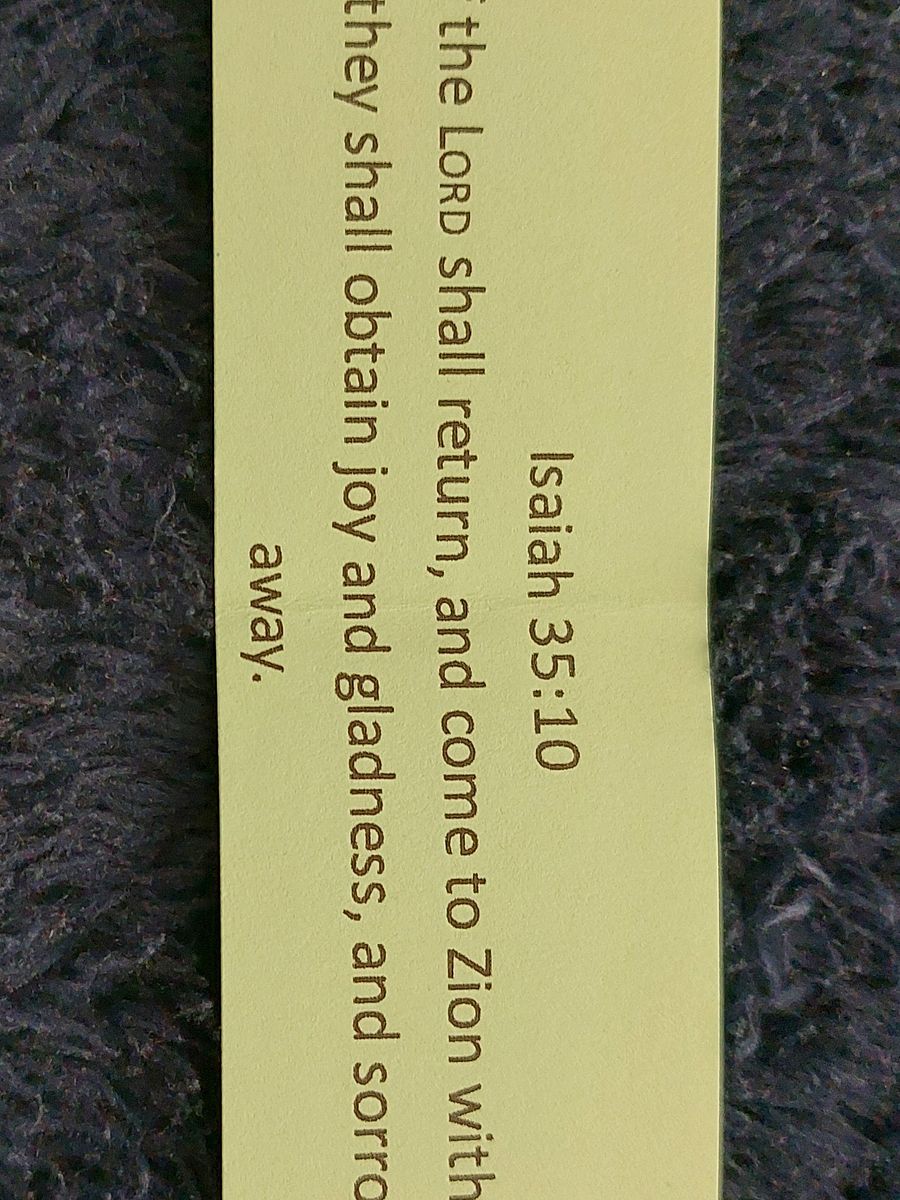 Isaiah 35:10
the LORD shall return, and come to Zion with
they shall obtain joy and gladness, and sorro
away.